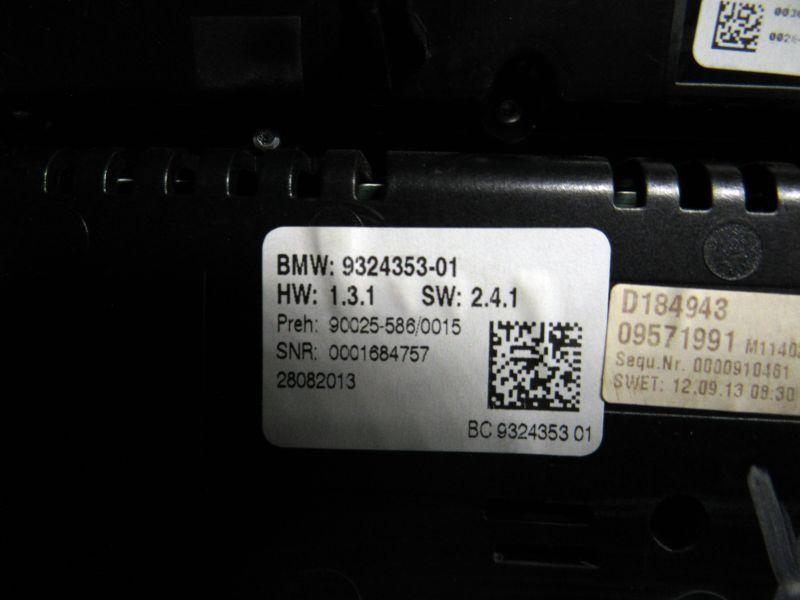 BMW: 9324353-01
HW: 1.3.1 SW: 2.4.1
Preh: 90025-586/0015
SNR: 0001684757
28082013
BC 9324353 01
D184943
09571991
Sequ.Nr. 0000910461
SWET: 12.09.13 08:30